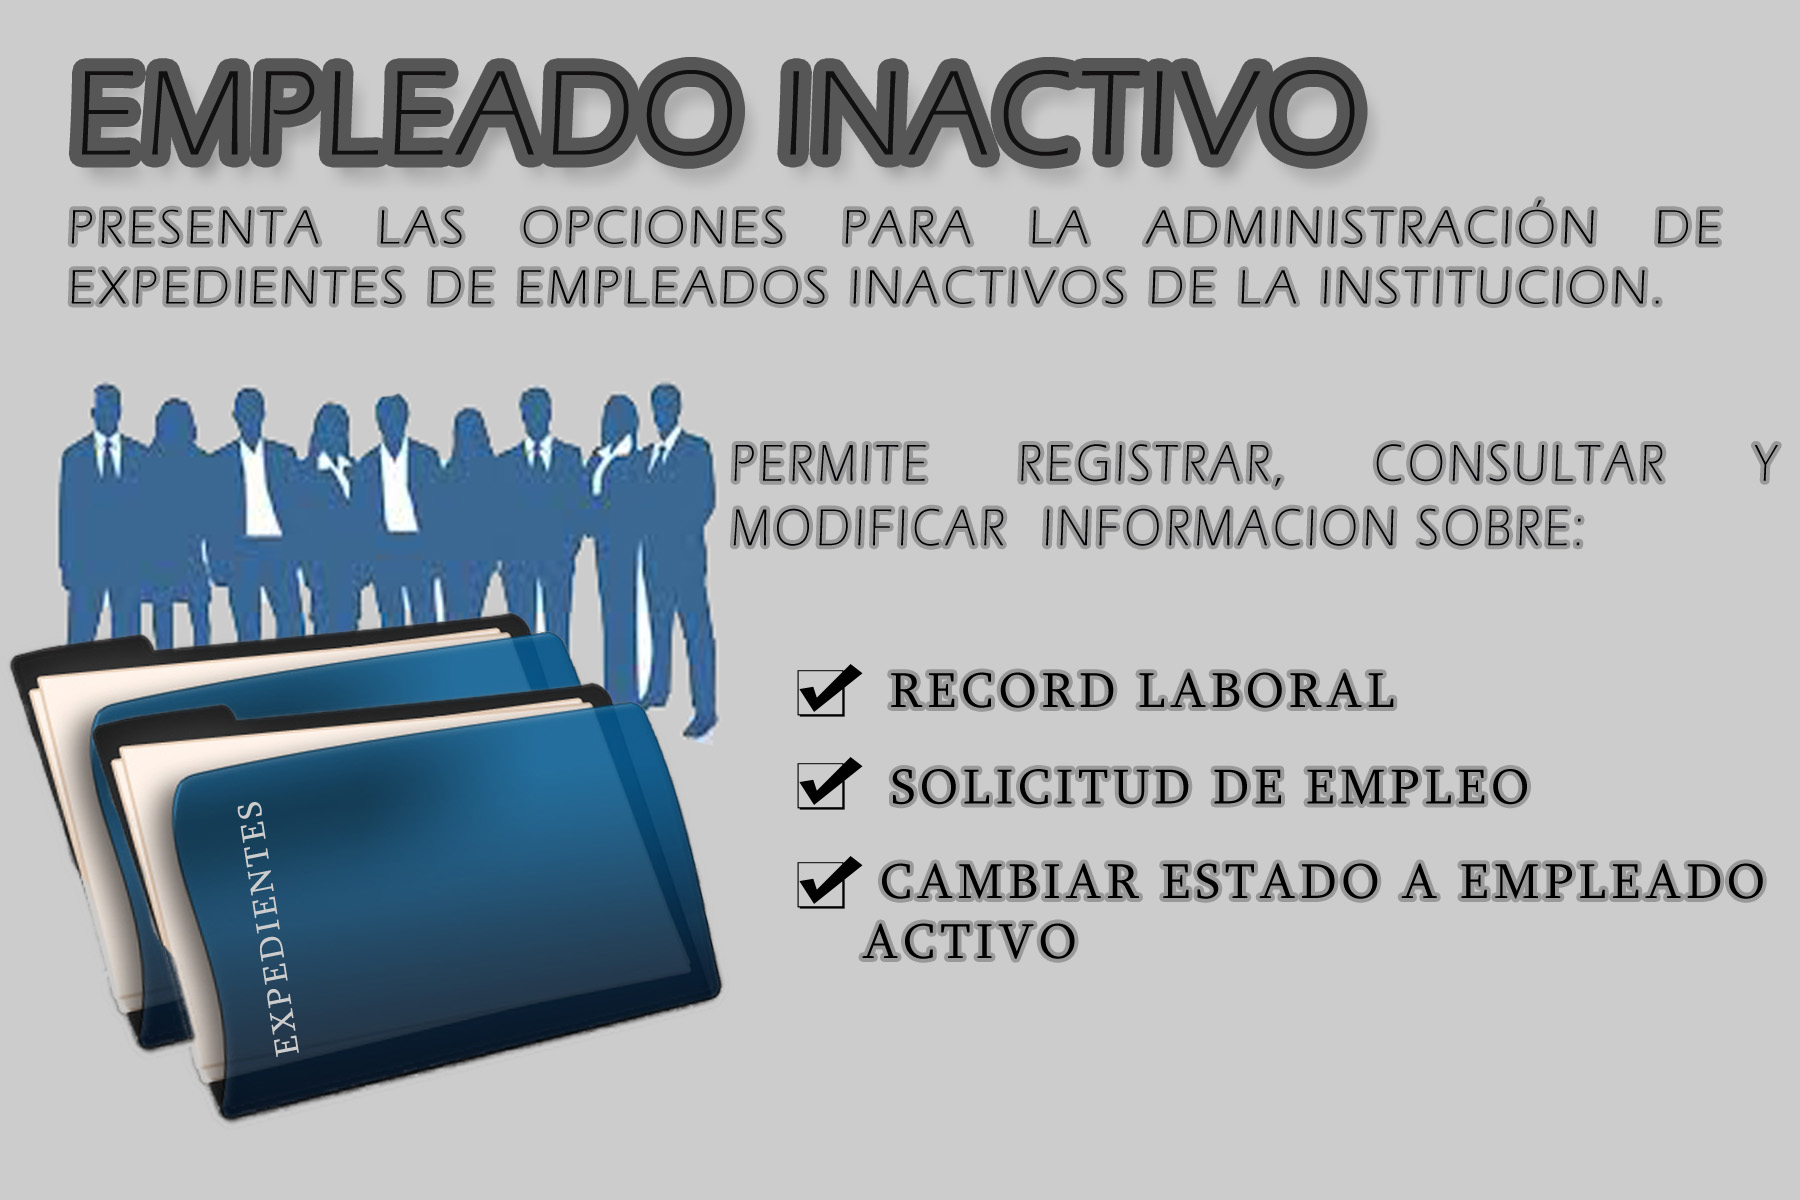 EMPLEADO INACTIVO
PRESENTA LAS OPCIONES PARA LA ADMINISTRACIÓN DE
EXPEDIENTES DE EMPLEADOS INACTIVOS DE LA INSTITUCION.
PERMITE REGISTRAR, CONSULTAR Y
MODIFICAR INFORMACION SOBRE:
RECORD LABORAL
SOLICITUD DE EMPLEO
CAMBIAR ESTADO A EMPLEADO
ACTIVO
EXPEDIENTES